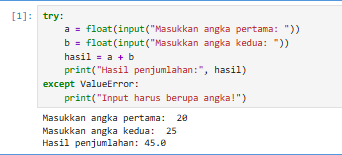 [1]: try:
    a = float(input("Masukkan angka pertama: "))
    b = float(input("Masukkan angka kedua: "))
    hasil = a + b
    print("Hasil penjumlahan:", hasil)
except ValueError:
    print("Input harus berupa angka!")
Masukkan angka pertama:  20
Masukkan angka kedua:  25
Hasil penjumlahan: 45.0